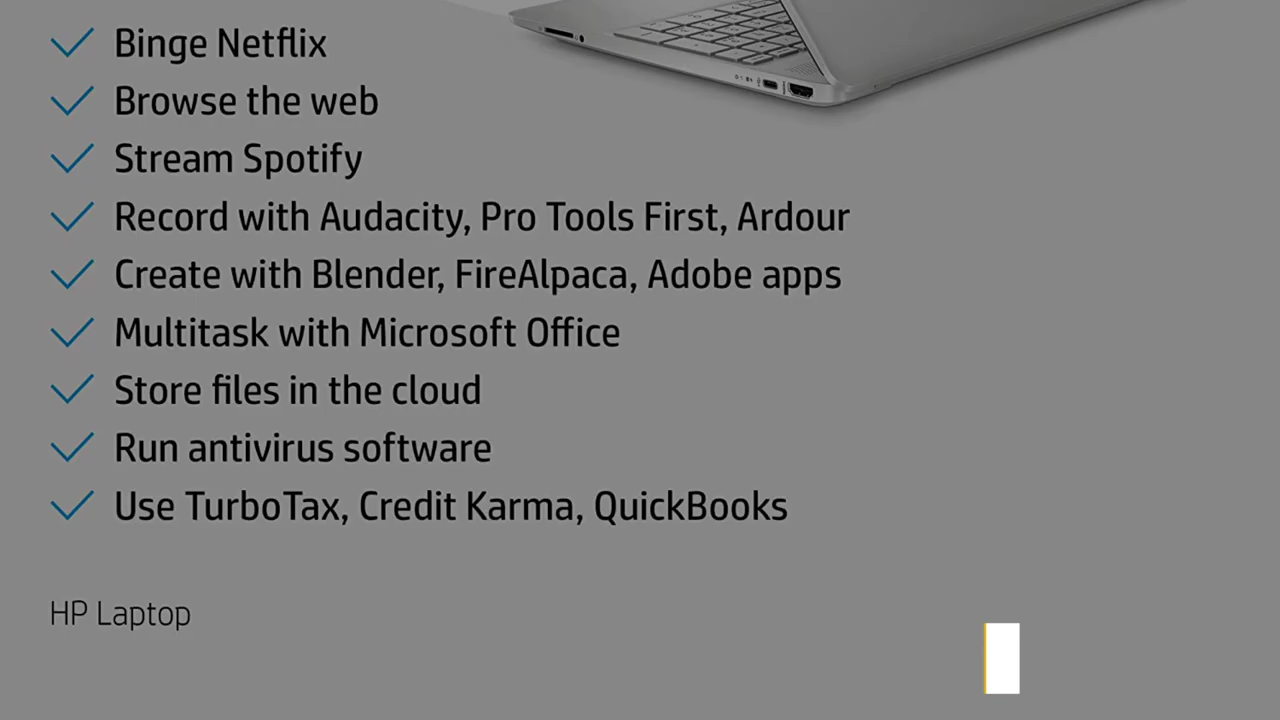 Binge Netflix
Browse the web
Stream Spotify
Record with Audacity, Pro Tools First, Ardour
Create with Blender, FireAlpaca, Adobe apps
Multitask with Microsoft Office
Store files in the cloud
Run antivirus software
Use TurboTax, Credit Karma, QuickBooks
HP Laptop